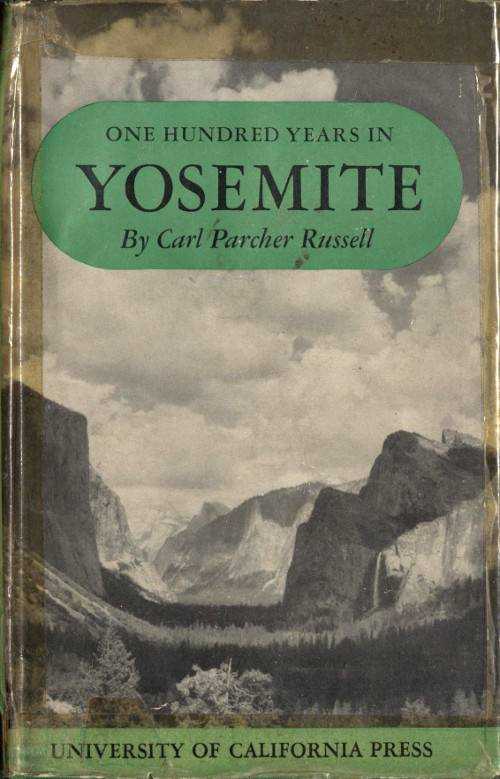 ONE HUNDRED YEARS IN
YOSEMITE
By Carl Parcher Russell
UNIVERSITY OF CALIFORNIA PRESS